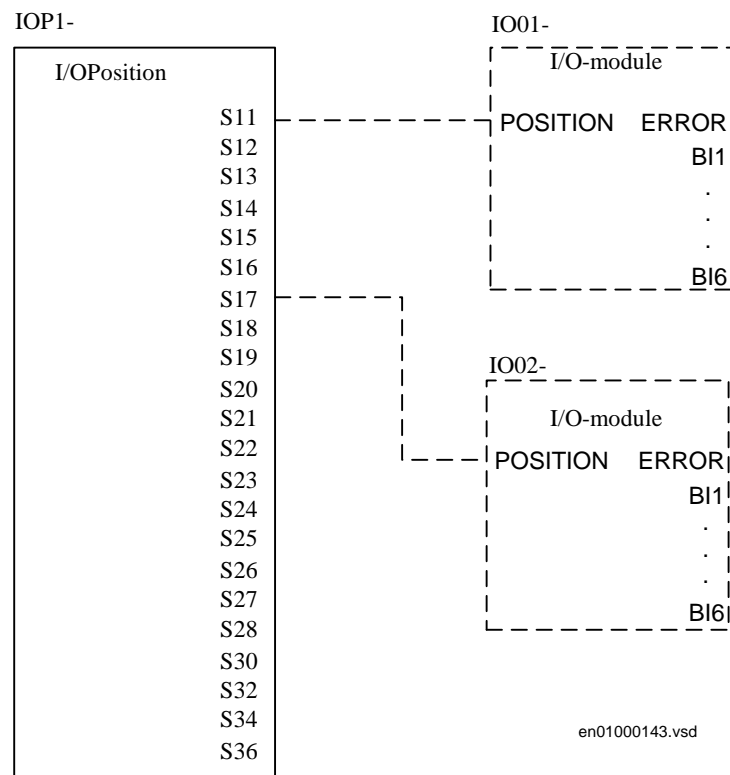 IOP1-
I/OPosition
S11
S12
S13
S14
S15
S16
S17
S18
S19
S20
S21
S22
S23
S24
S25
S26
S27
S28
S30
S32
S34
S36
IO01-
I/O-module
POSITION ERROR
BI1
.
.
.
BI6
IO02-
I/O-module
POSITION ERROR
BI1
.
.
.
BI6
en01000143.vsd